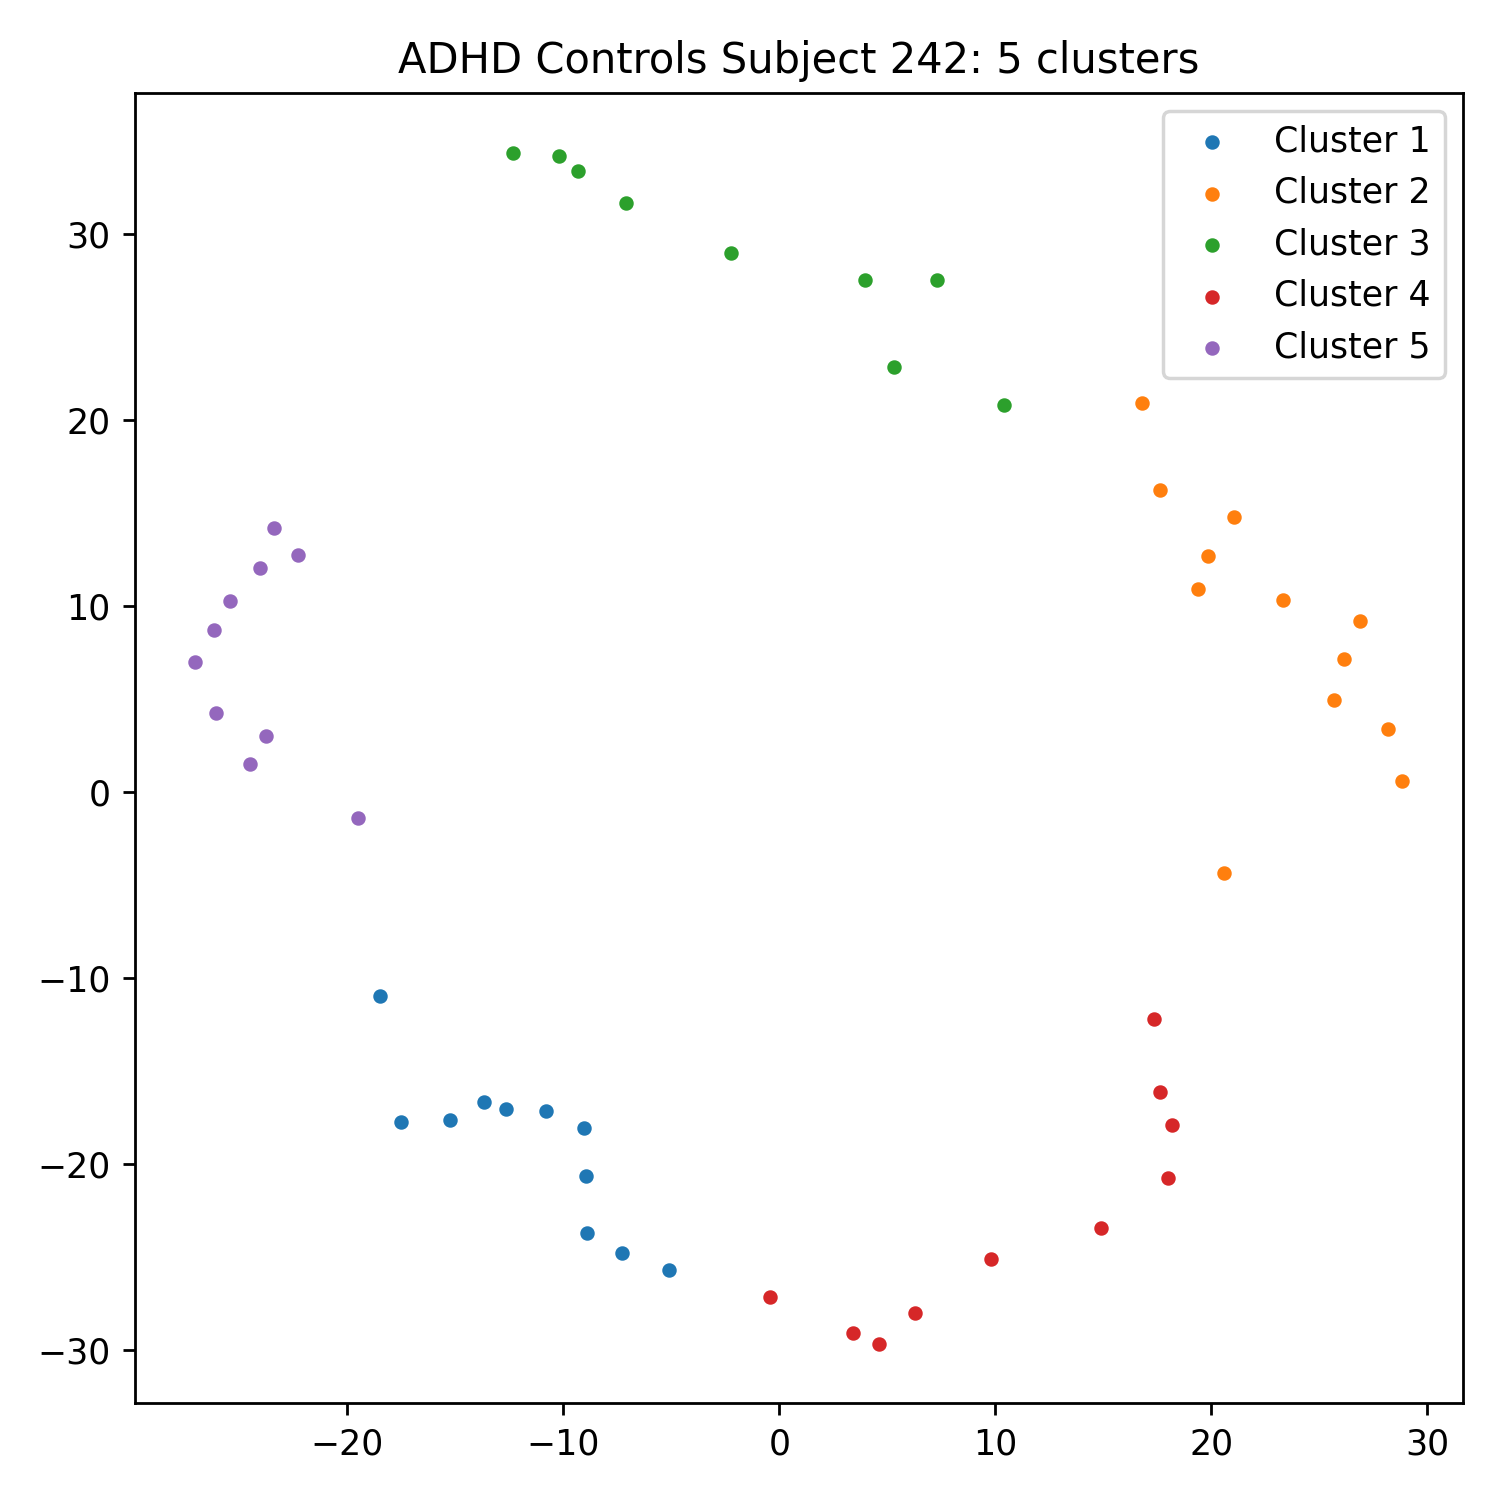 ADHD Controls Subject 242: 5 clusters
Cluster 1
Cluster 2
Cluster 3
Cluster 4
Cluster 5
30
20
10
0
−10
−20
−30
−20 −10 0 10 20 30